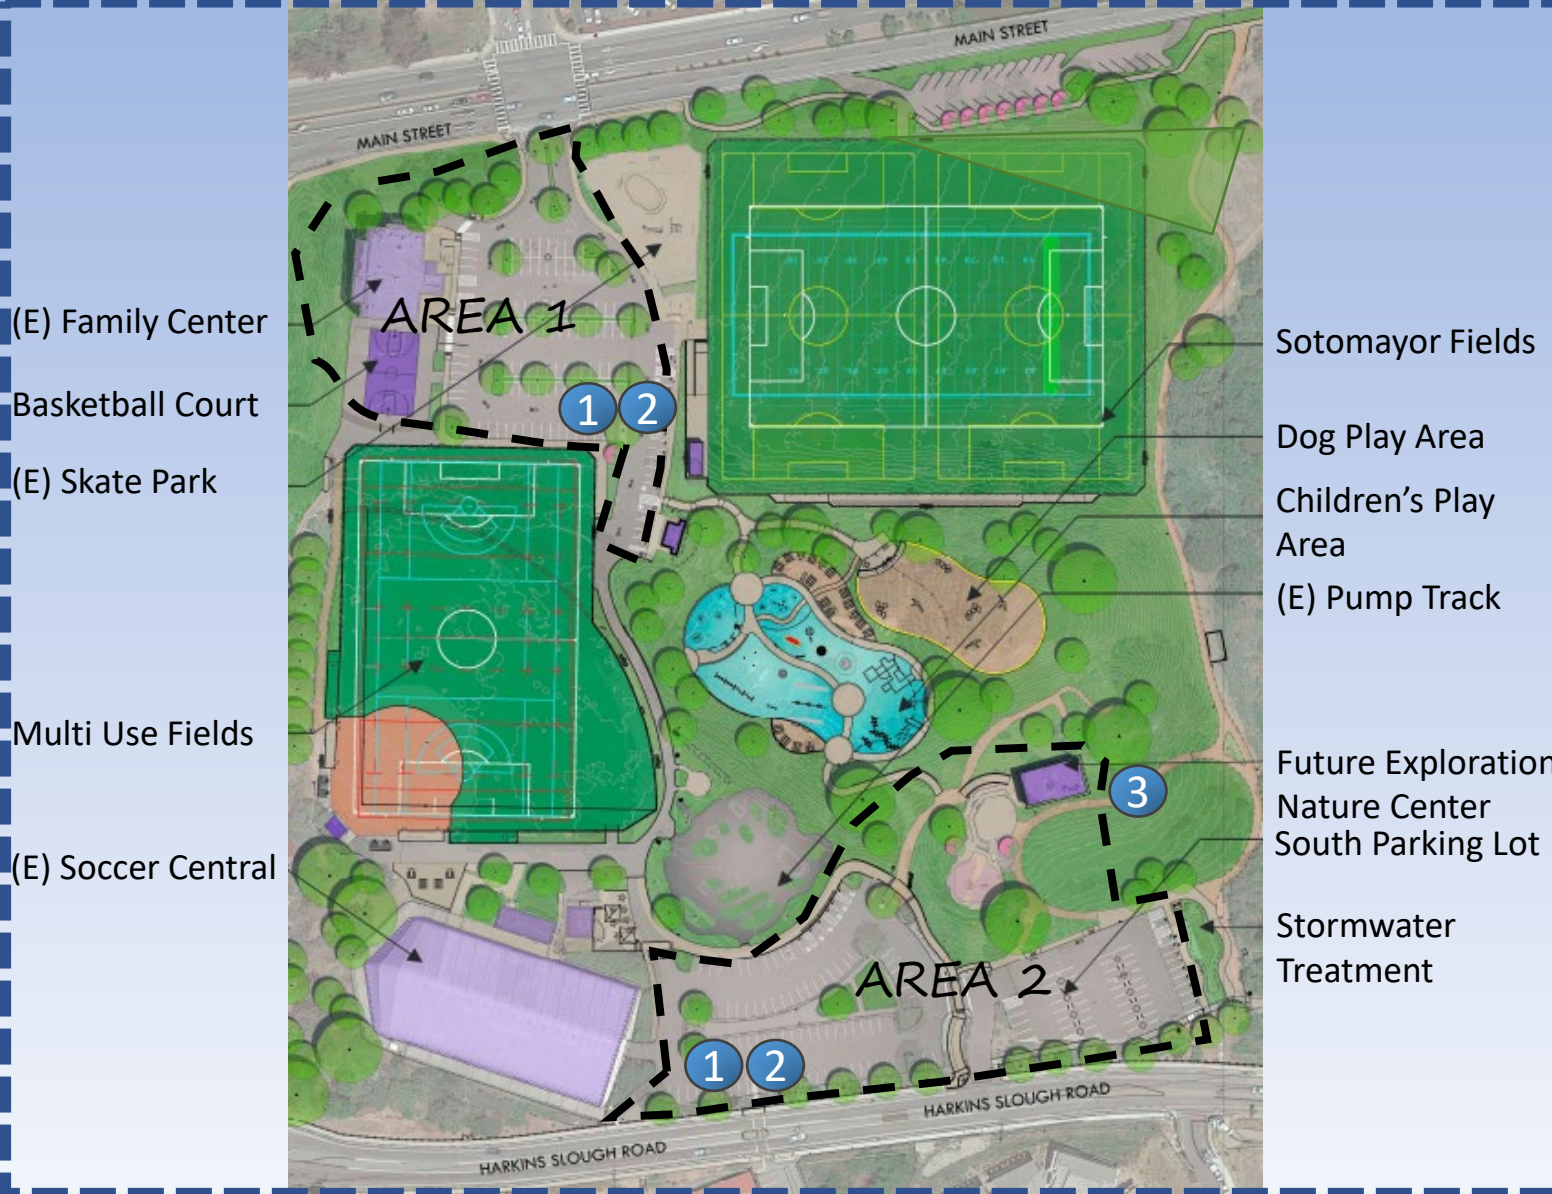 MAIN STREET
MAIN STREET
(E) Family Center
Basketball Court
(E) Skate Park
Multi Use Fields
(E) Soccer Central
AREA 1
1
2
Sotomayor Fields
Dog Play Area
Children’s Play
Area
(E) Pump Track
Future Exploration
Nature Center
South Parking Lot
Stormwater
Treatment
3
AREA 2
1
2
HARKINS SLOUGH ROAD
HARKINS SLOUGH ROAD